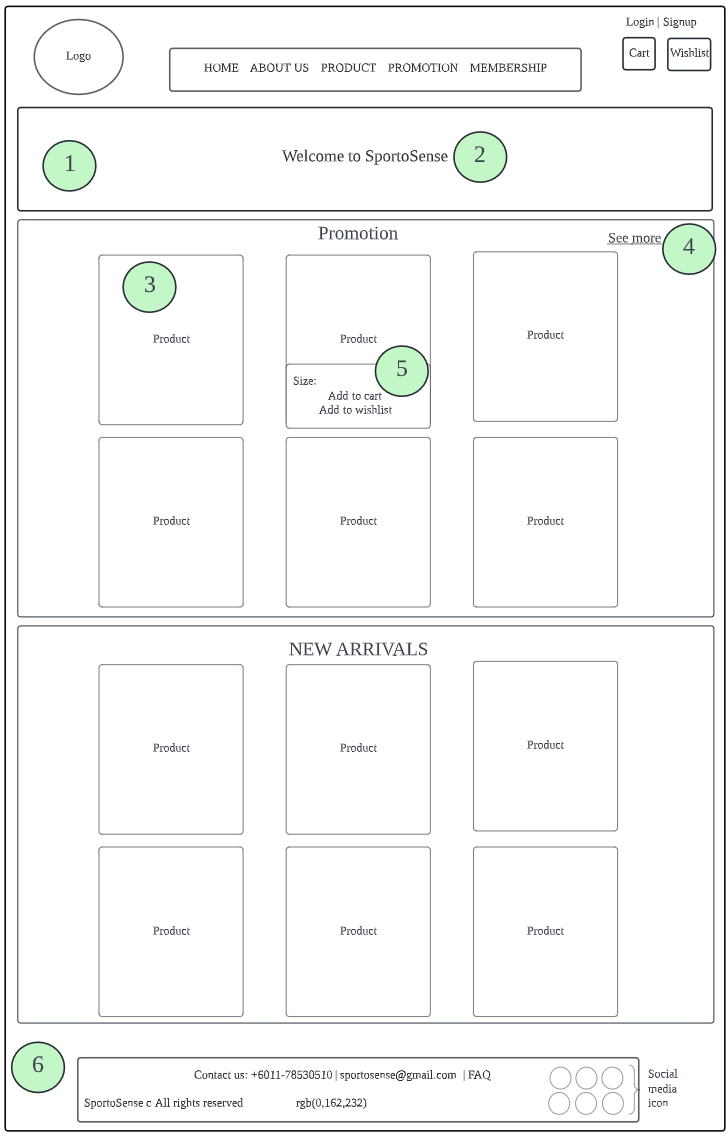 Login | Signup
Logo
Cart
Wishlist
HOME ABOUT US PRODUCT PROMOTION MEMBERSHIP
1
Welcome to SportoSense
2
Promotion
See more
4
3
Product
Product
Product
5
Size:
Add to cart
Add to wishlist
Product
Product
Product
NEW ARRIVALS
Product
Product
Product
Product
Product
Product
6
Contact us: +6011-78530510 | sportosense@gmail.com | FAQ
SportoSense c All rights reserved
rgb(0,162,232)
Social
media
icon